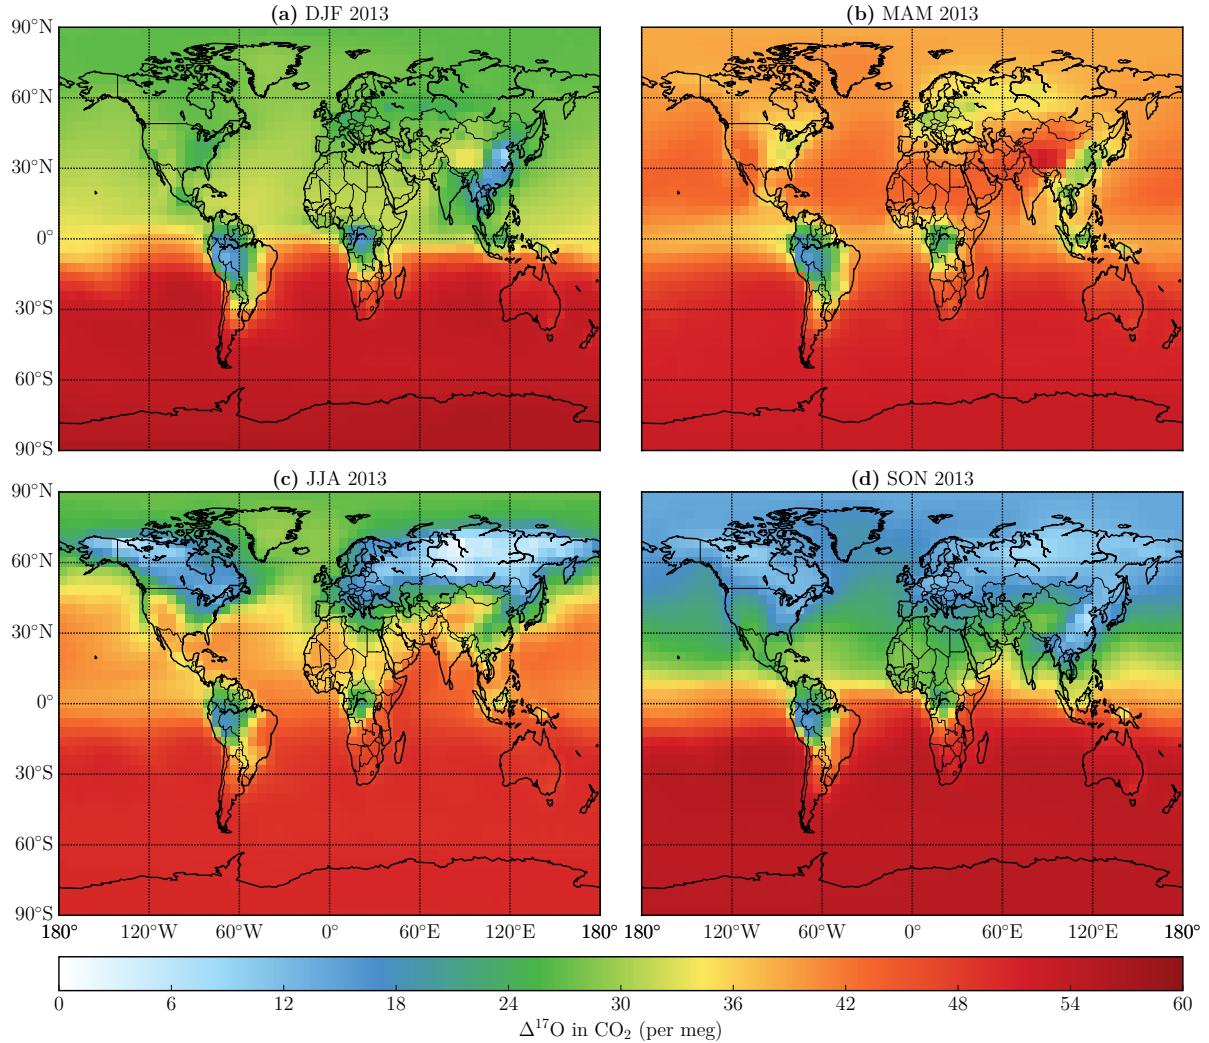 (a) DJF 2013
(b) MAM 2013
90°N
60°N
30°N
0°
30°S
60°S
90°S
(c) JJA 2013
(d) SON 2013
90°N
60°N
30°N
0°
30°S
60°S
90°S
180° 120°W 60°W 0° 60°E 120°E 180° 120°W 60°W 0° 60°E 120°E 180°
0 6 12 18 24 30 36 42 48 54 60
Δ¹⁷O in CO₂ (per meg)